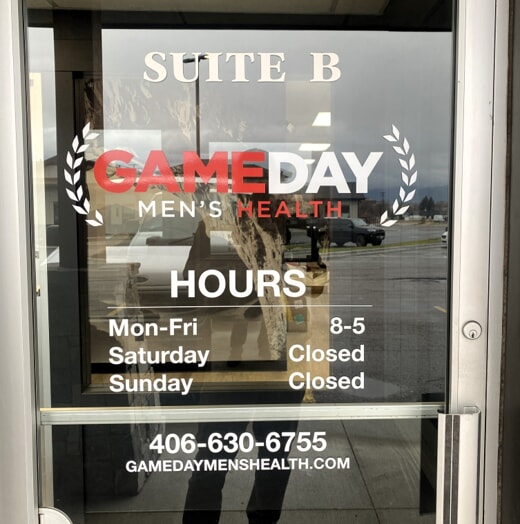 SUITE B
GAMEDAY
MEN'S HEALTH
HOURS
Mon-Fri 8-5
Saturday Closed
Sunday Closed
406-630-6755
GAMEDAYMENSHEALTH.COM